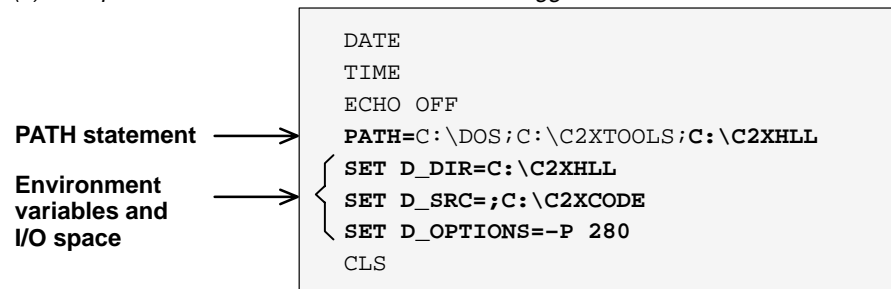 DATE
TIME
ECHO OFF
PATH statement
PATH=C:\DOS;C:\C2XTOOLS;C:\C2XHLL
Environment
variables and
I/O space
SET D_DIR=C:\C2XHLL
SET D_SRC=;C:\C2XCODE
SET D_OPTIONS=–P 280
CLS